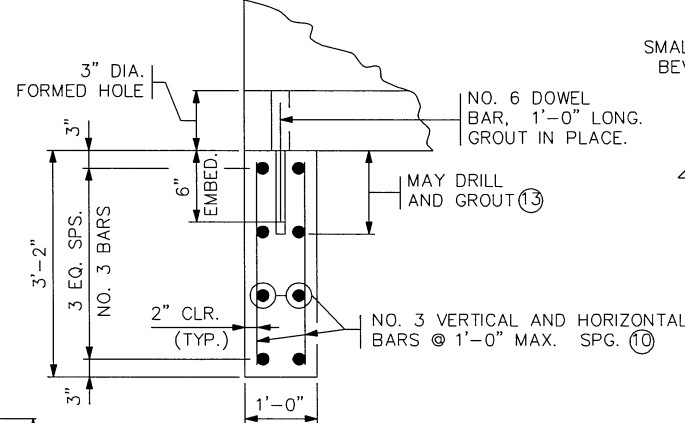 SMAL
BEV
3" DIA.
FORMED HOLE
NO. 6 DOWEL
BAR, 1'-0" LONG.
GROUT IN PLACE.
3"
6"
EMBED.
MAY DRILL
AND GROUT 13
3'-2"
3 EQ. SPS.
NO. 3 BARS
2" CLR.
(TYP.)
NO. 3 VERTICAL AND HORIZONTAL
BARS @ 1'-0" MAX. SPG. 10
3"
1'-0"